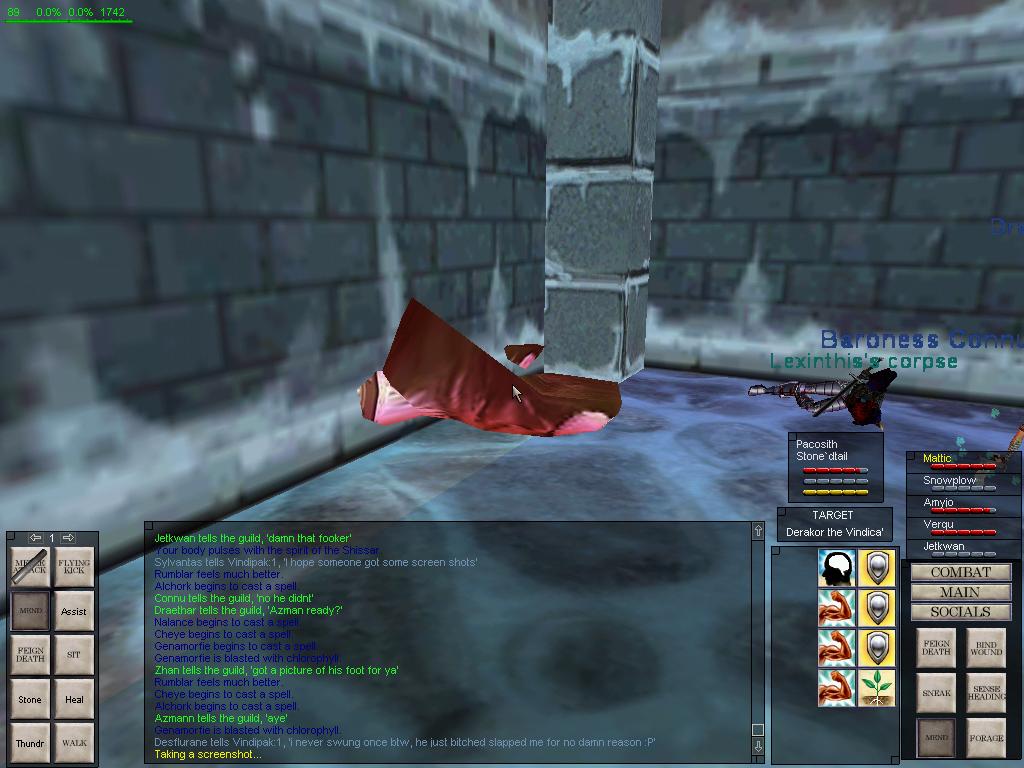 89 0.0% 0.0% 1742
Dre
Baroness Connu
Lexinthis's corpse
Pacosith
Stone`dtail
TARGET
Derakor the Vindica'
Mattic
Snowplow
Amyjo
Verqu
Jetkwan
COMBAT
MAIN
SOCIALS
FEIGN DEATH
BIND WOUND
SNEAK
SENSE HEADING
MEND
FORAGE
1
FLYING KICK
MEND
Assist
FEIGN DEATH
SIT
Stone
Heal
Thundr
WALK
Jetkwan tells the guild, 'damn that fooker'
Your body pulses with the spirit of the Shissar.
Sylvantas tells Vindipak:1, 'I hope someone got some screen shots'
Rumblar feels much better.
Alchork begins to cast a spell.
Connu tells the guild, 'no he didnt'
Draethar tells the guild, 'Azman ready?'
Nalance begins to cast a spell.
Cheye begins to cast a spell.
Genamorfie begins to cast a spell.
Genamorfie is blasted with chlorophyll.
Zhan tells the guild, 'got a picture of his foot for ya'
Rumblar feels much better.
Cheye begins to cast a spell.
Alchork begins to cast a spell.
Azmann tells the guild, 'aye'
Genamorfie is blasted with chlorophyll.
Desflurane tells Vindipak:1, 'i never swung once btw, he just bitched slapped me for no damn reason :P'
Taking a screenshot...